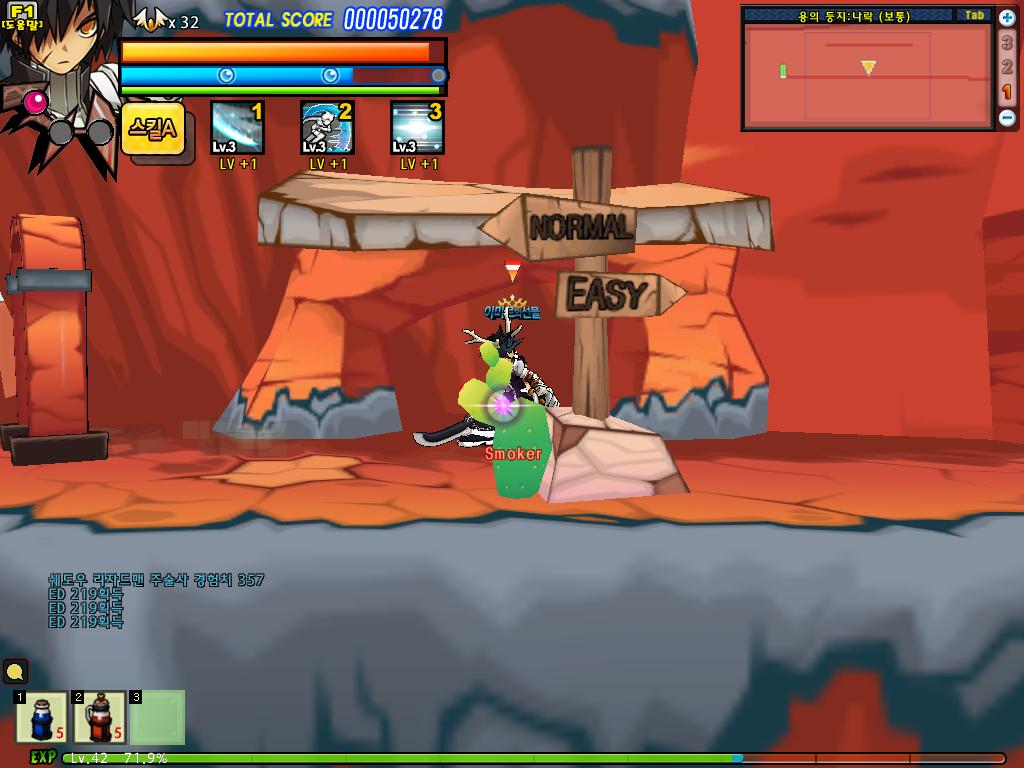 F1
[도움말]
x 32
TOTAL SCORE 000050278
용의 둥지:나락 (보통)
Tab
3
2
1
스킬A
1
2
3
Lv.3
Lv.3
Lv.3
LV +1
LV +1
LV +1
NORMAL
EASY
Smoker
쉐도우 리자드맨 주술사 경험치 357
ED 219획득
ED 219획득
ED 219획득
1
2
3
5
5
EXP Lv.42 71.9%